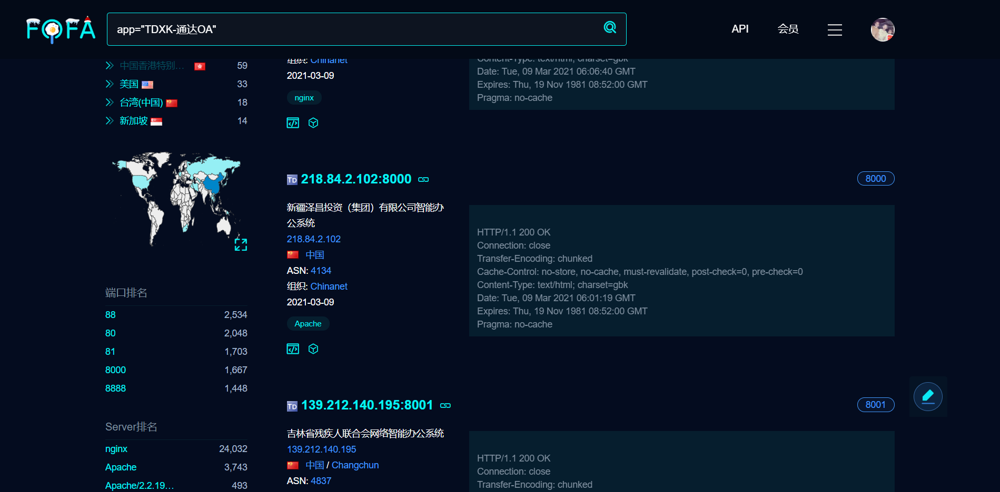 FOFA
app="TDXK-通达OA"
API
会员
中国香港特别... 59
美国 33
台湾(中国) 18
新加坡 14
端口排名
88 2,534
80 2,048
81 1,703
8000 1,667
8888 1,448
Server排名
nginx 24,032
Apache 3,743
Apache/2.2.19... 493
组织: Chinanet
2021-03-09
nginx
Content-Type: text/html; charset=gbk
Date: Tue, 09 Mar 2021 06:06:40 GMT
Expires: Thu, 19 Nov 1981 08:52:00 GMT
Pragma: no-cache
TD 218.84.2.102:8000
8000
新疆泽昌投资（集团）有限公司智能办
公系统
218.84.2.102
中国
ASN: 4134
组织: Chinanet
2021-03-09
Apache
HTTP/1.1 200 OK
Connection: close
Transfer-Encoding: chunked
Cache-Control: no-store, no-cache, must-revalidate, post-check=0, pre-check=0
Content-Type: text/html; charset=gbk
Date: Tue, 09 Mar 2021 06:01:19 GMT
Expires: Thu, 19 Nov 1981 08:52:00 GMT
Pragma: no-cache
TD 139.212.140.195:8001
8001
吉林省残疾人联合会网络智能办公系统
139.212.140.195
中国 / Changchun
ASN: 4837
HTTP/1.1 200 OK
Connection: close
Transfer-Encoding: chunked